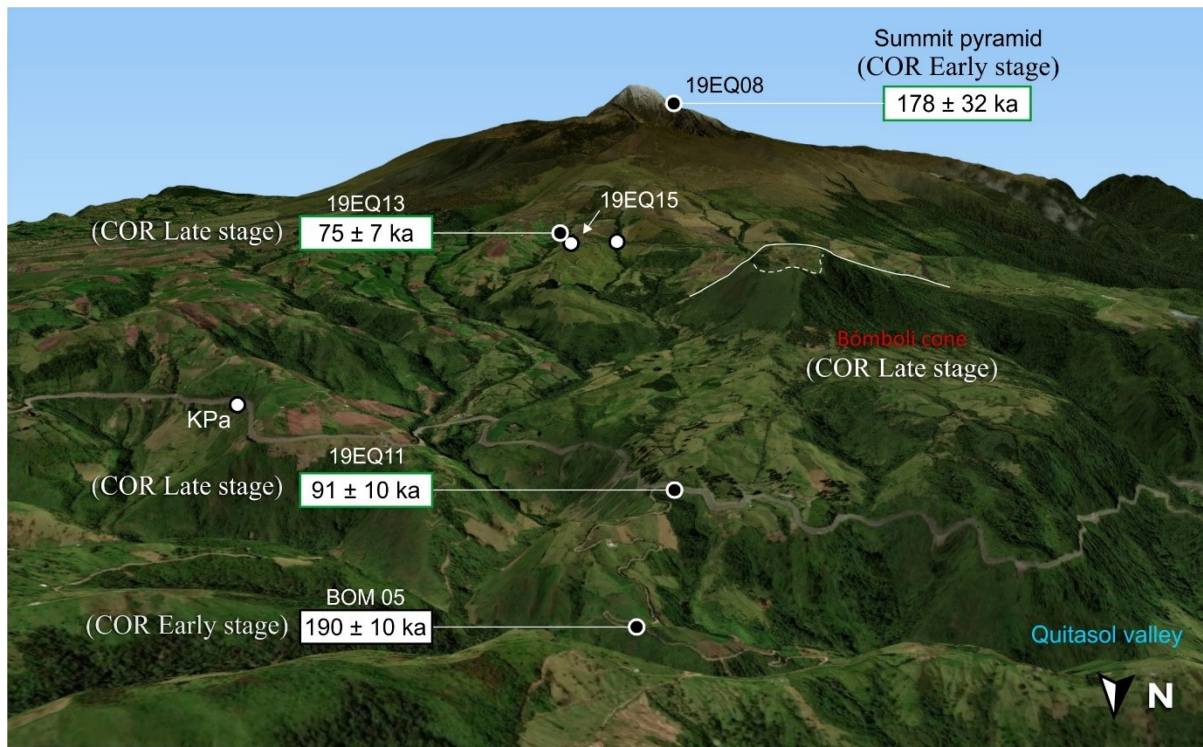 Summit pyramid
(COR Early stage)
19EQ08
178 ± 32 ka
19EQ13
19EQ15
(COR Late stage)
75 ± 7 ka
Bómboli cone
(COR Late stage)
KPa
19EQ11
(COR Late stage)
91 ± 10 ka
BOM 05
(COR Early stage)
190 ± 10 ka
Quitasol valley
N